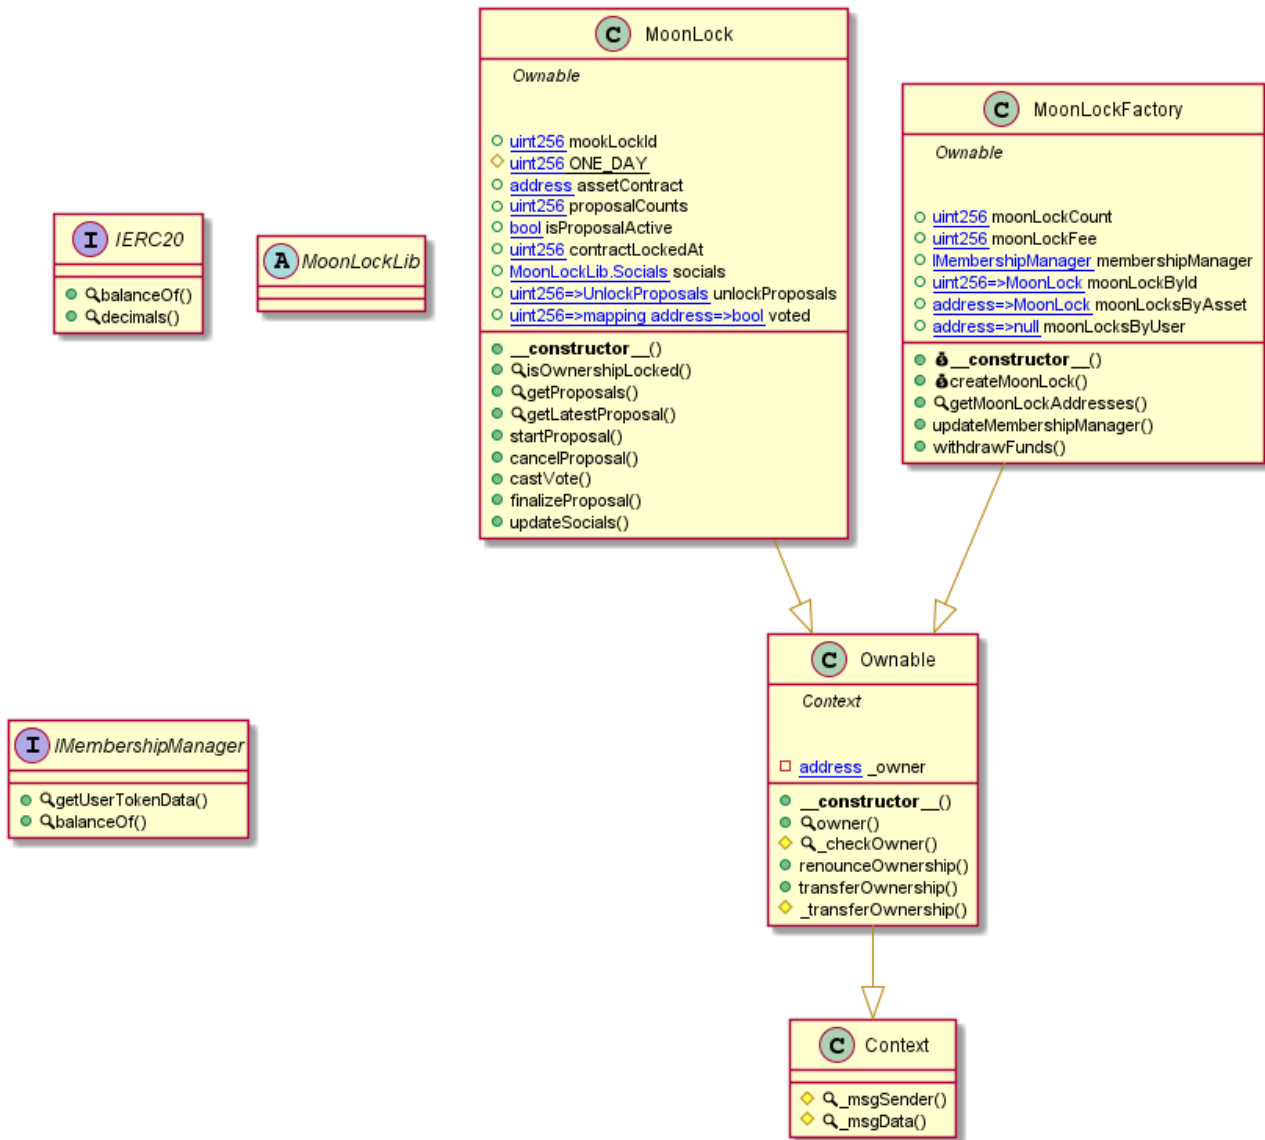 C MoonLock
Ownable
uint256 mookLockId
uint256 ONE_DAY
address assetContract
uint256 proposalCounts
bool isProposalActive
uint256 contractLockedAt
MoonLockLib.Socials socials
uint256=>UnlockProposals unlockProposals
uint256=>mapping address=>bool voted
__constructor__()
isOwnershipLocked()
getProposals()
getLatestProposal()
startProposal()
cancelProposal()
castVote()
finalizeProposal()
updateSocials()
C MoonLockFactory
Ownable
uint256 moonLockCount
uint256 moonLockFee
IMembershipManager membershipManager
uint256=>MoonLock moonLockById
address=>MoonLock moonLocksByAsset
address=>null moonLocksByUser
__constructor__()
createMoonLock()
getMoonLockAddresses()
updateMembershipManager()
withdrawFunds()
I IERC20
balanceOf()
decimals()
A MoonLockLib
C Ownable
Context
address _owner
__constructor__()
owner()
_checkOwner()
renounceOwnership()
transferOwnership()
_transferOwnership()
I IMembershipManager
getUserTokenData()
balanceOf()
C Context
_msgSender()
_msgData()